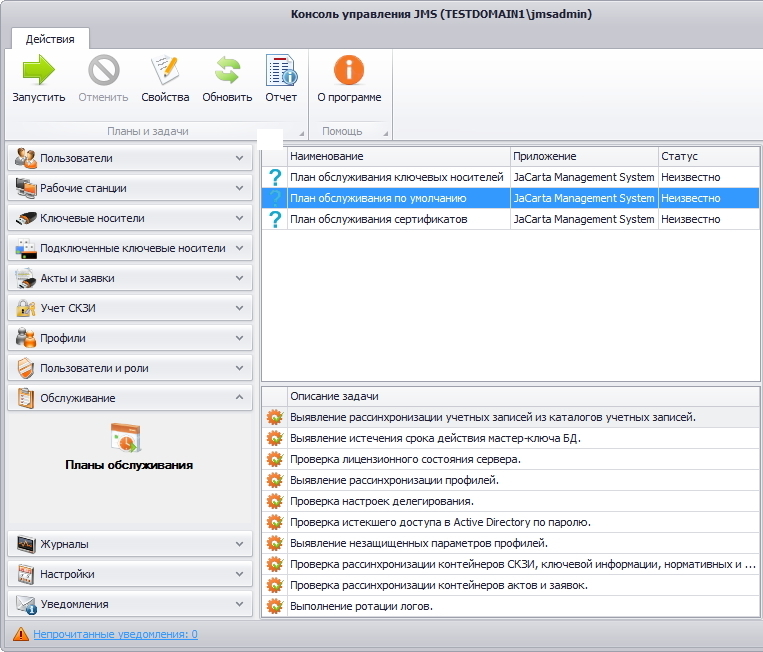 Консоль управления JMS (TESTDOMAIN1\jmsadmin)
Действия
Запустить Отменить Свойства Обновить Отчет О программе
Планы и задачи Помощь
Пользователи
Рабочие станции
Ключевые носители
Подключенные ключевые носители
Акты и заявки
Учет СКЗИ
Профили
Пользователи и роли
Обслуживание
Планы обслуживания
Журналы
Настройки
Уведомления
Наименование Приложение Статус
План обслуживания ключевых носителей JaCarta Management System Неизвестно
План обслуживания по умолчанию JaCarta Management System Неизвестно
План обслуживания сертификатов JaCarta Management System Неизвестно
Описание задачи
Выявление рассинхронизации учетных записей из каталогов учетных записей.
Выявление истечения срока действия мастер-ключа БД.
Проверка лицензионного состояния сервера.
Выявление рассинхронизации профилей.
Проверка настроек делегирования.
Проверка истекшего доступа в Active Directory по паролю.
Выявление незащищенных параметров профилей.
Проверка рассинхронизации контейнеров СКЗИ, ключевой информации, нормативных и ...
Проверка рассинхронизации контейнеров актов и заявок.
Выполнение ротации логов.
Непрочитанные уведомления: 0